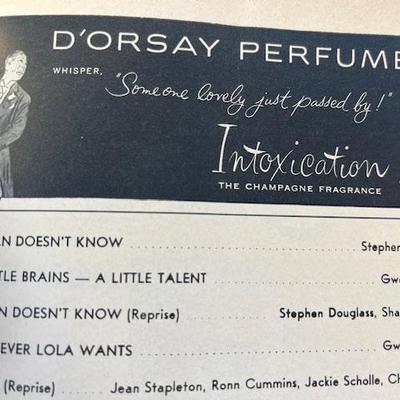 D'ORSAY PERFUME
WHISPER, "Someone lovely just passed by!"
Intoxication
THE CHAMPAGNE FRAGRANCE
N DOESN'T KNOW . . . . . . . . . . Stephen
TLE BRAINS — A LITTLE TALENT . . . . . . . . . . Gw
N DOESN'T KNOW (Reprise) . . . . . . . . . . Stephen Douglass, Sha
EVER LOLA WANTS . . . . . . . . . . Gw
(Reprise) . . . . . Jean Stapleton, Ronn Cummins, Jackie Scholle, Ch